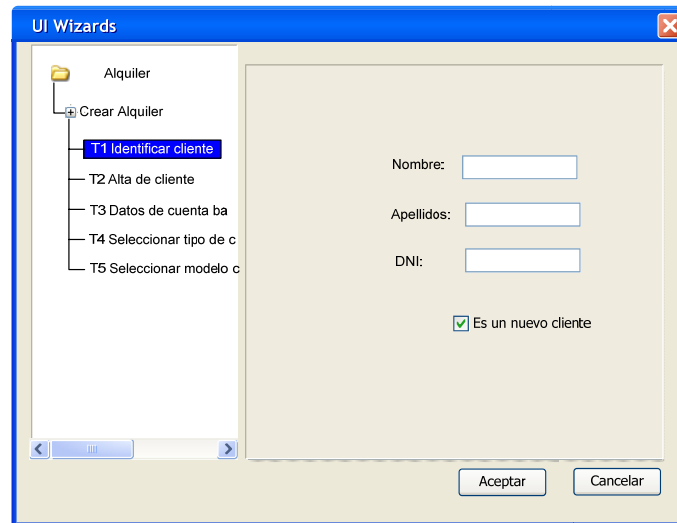 UI Wizards
Alquiler
Crear Alquiler
T1 Identificar cliente
T2 Alta de cliente
T3 Datos de cuenta ba
T4 Seleccionar tipo de c
T5 Seleccionar modelo c
Nombre:
Apellidos:
DNI:
Es un nuevo cliente
Aceptar
Cancelar